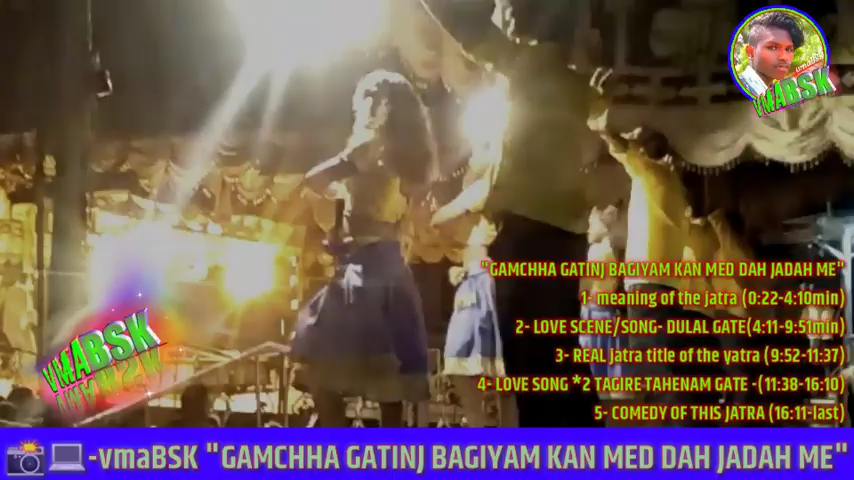 vmaBSK
VMABSK
"GAMCHHA GATINJ BAGIYAM KAN MED DAH JADAH ME"
1- meaning of the jatra (0:22-4:10min)
2- LOVE SCENE/SONG- DULAL GATE(4:11-9:51min)
3- REAL jatra title of the yatra (9:52-11:37)
4- LOVE SONG *2 TAGIRE TAHENAM GATE -(11:38-16:10)
5- COMEDY OF THIS JATRA (16:11-last)
VMABSK
-vmaBSK "GAMCHHA GATINJ BAGIYAM KAN MED DAH JADAH ME"